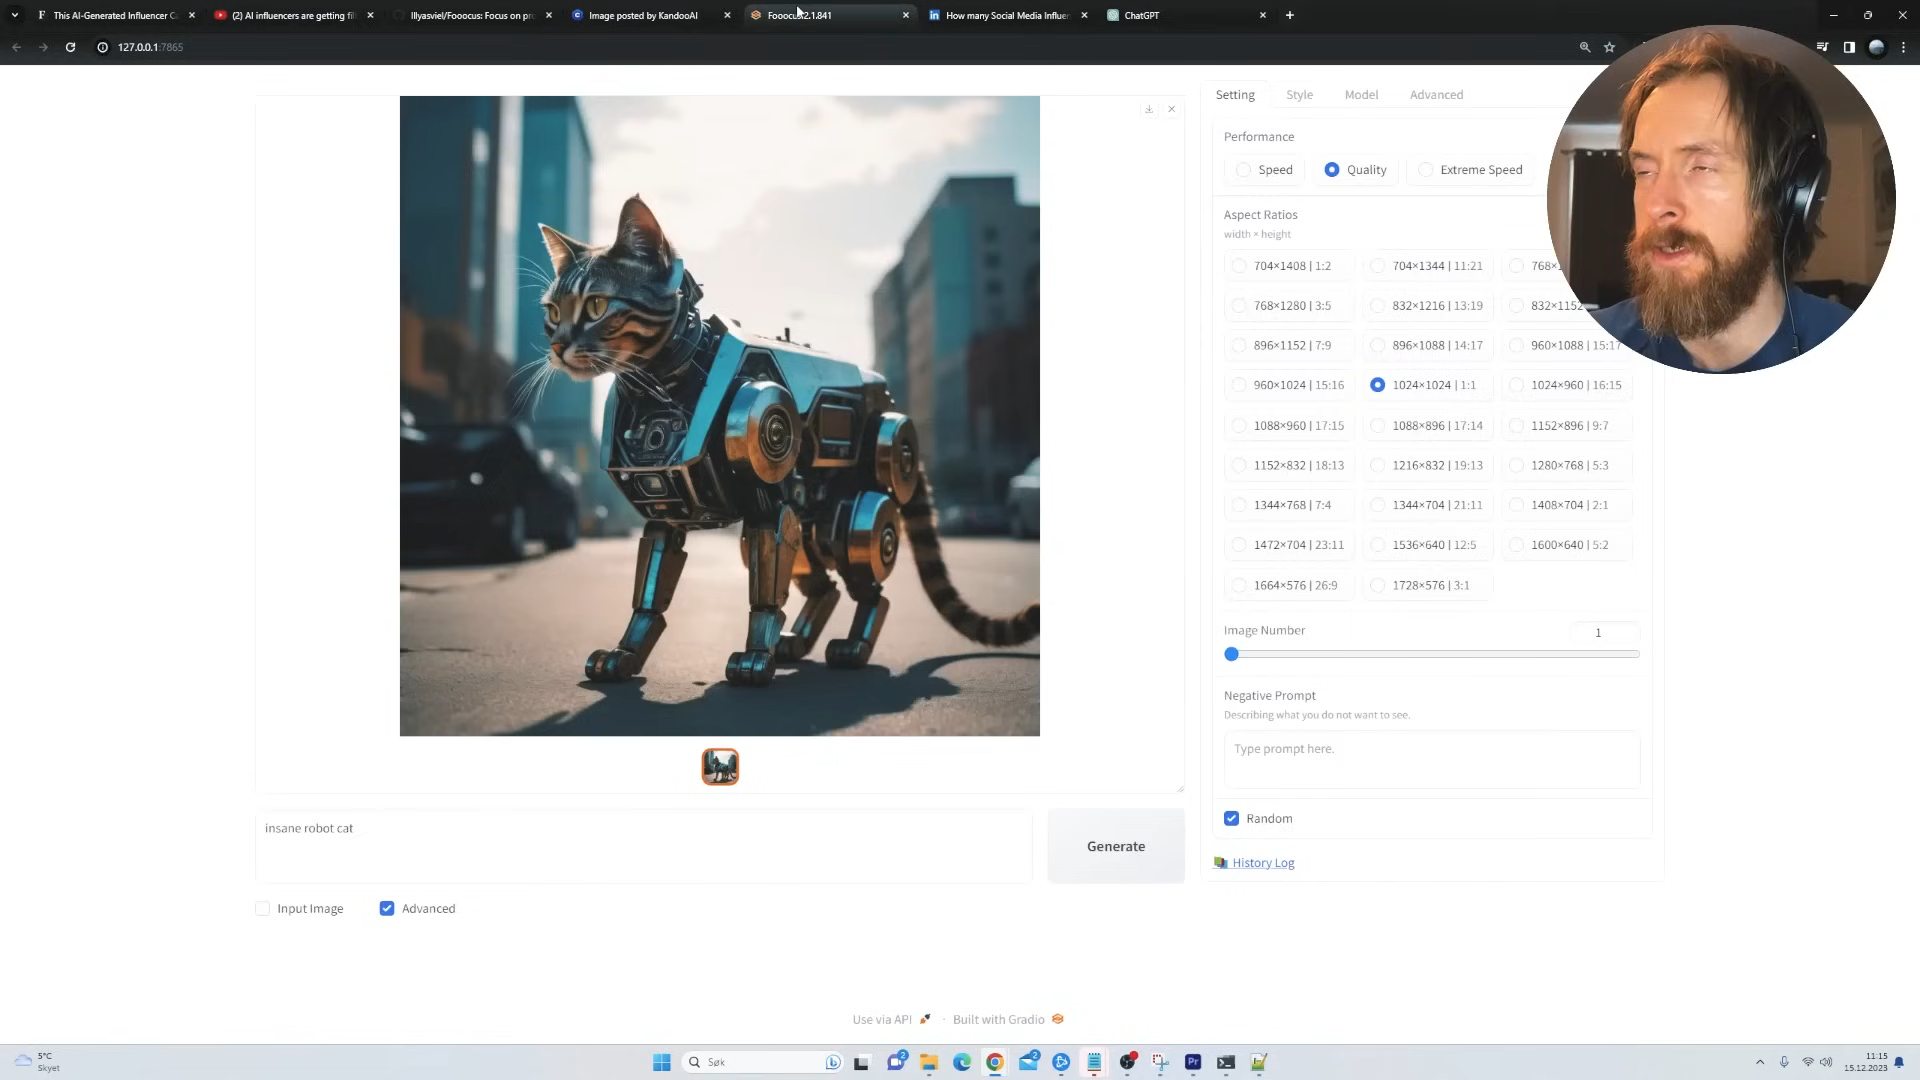 This AI-Generated Influencer Ca
(2) AI influencers are getting fil
lllyasviel/Fooocus: Focus on pro
Image posted by KandooAI
Fooocus 2.1.841
How many Social Media Influen
ChatGPT
127.0.0.1:7865
Setting
Style
Model
Advanced
Performance
Speed
Quality
Extreme Speed
Aspect Ratios
width × height
704×1408 | 1:2
704×1344 | 11:21
768×1
768×1280 | 3:5
832×1216 | 13:19
832×1152
896×1152 | 7:9
896×1088 | 14:17
960×1088 | 15:17
960×1024 | 15:16
1024×1024 | 1:1
1024×960 | 16:15
1088×960 | 17:15
1088×896 | 17:14
1152×896 | 9:7
1152×832 | 18:13
1216×832 | 19:13
1280×768 | 5:3
1344×768 | 7:4
1344×704 | 21:11
1408×704 | 2:1
1472×704 | 23:11
1536×640 | 12:5
1600×640 | 5:2
1664×576 | 26:9
1728×576 | 3:1
Image Number
1
Negative Prompt
Describing what you do not want to see.
Type prompt here.
Random
History Log
insane robot cat
Generate
Input Image
Advanced
Use via API
·
Built with Gradio
5°C
Skyet
Søk
2
2
Pr
11:15
15.12.2023